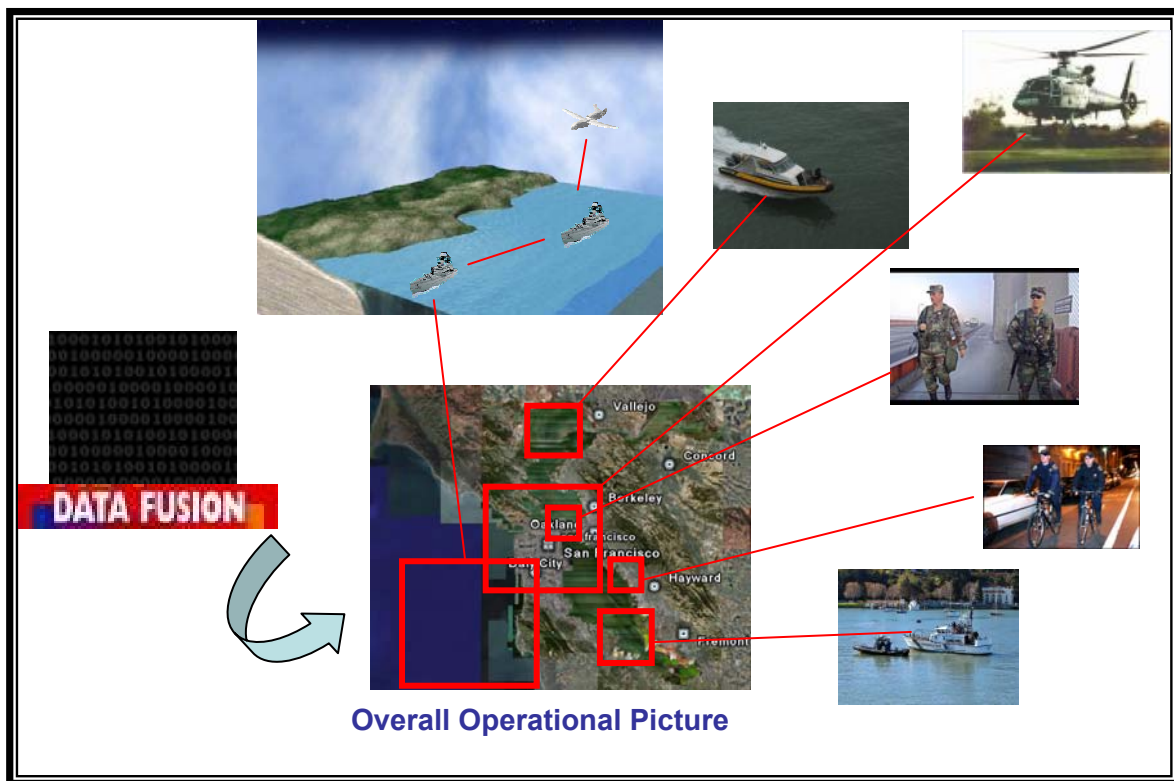 DATA FUSION
Vallejo
Concord
Berkeley
Oakland
San Francisco
Daly City
Hayward
Fremont
Overall Operational Picture